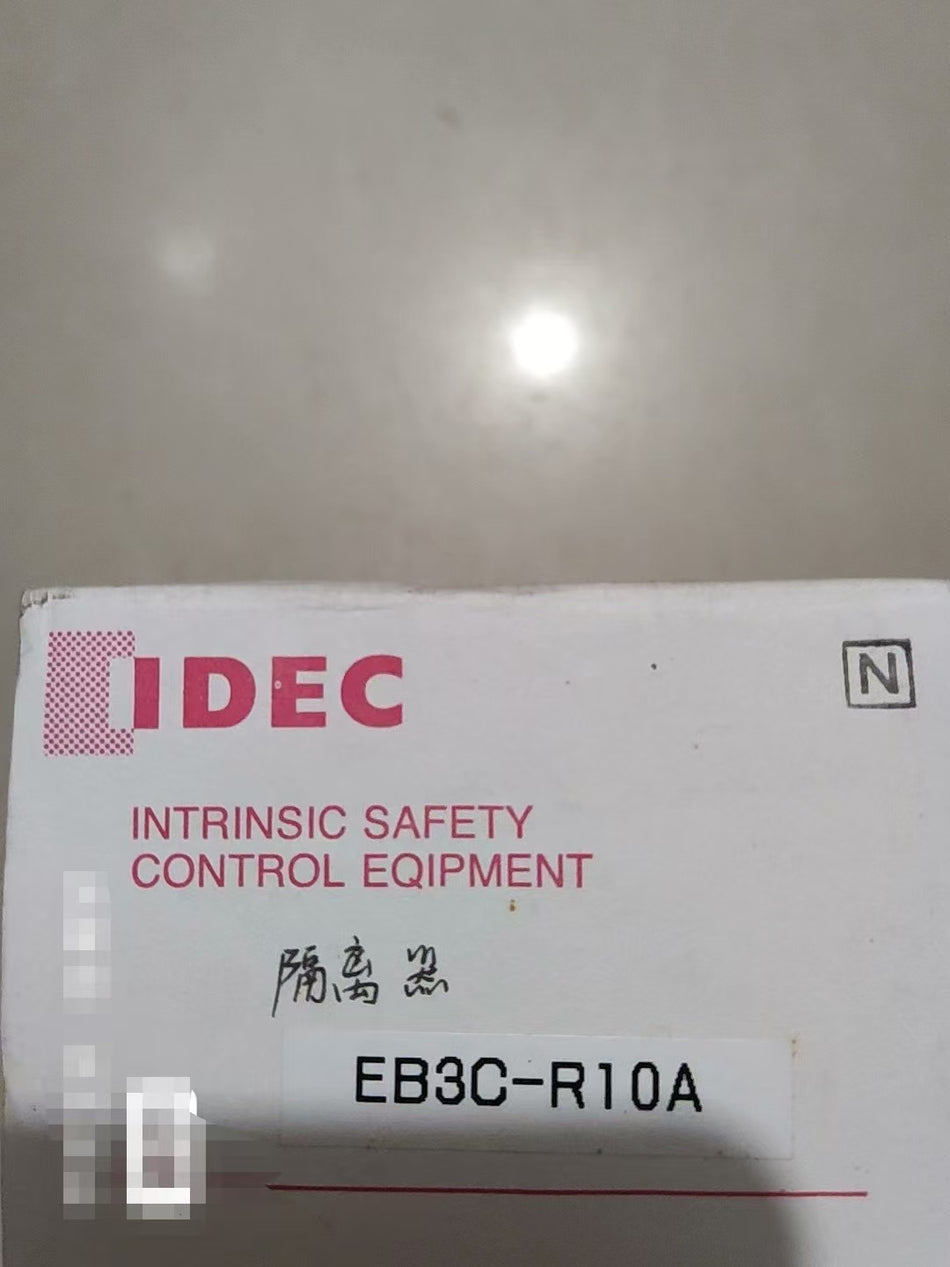 IDEC
N
INTRINSIC SAFETY
CONTROL EQIPMENT
隔离器
EB3C-R10A